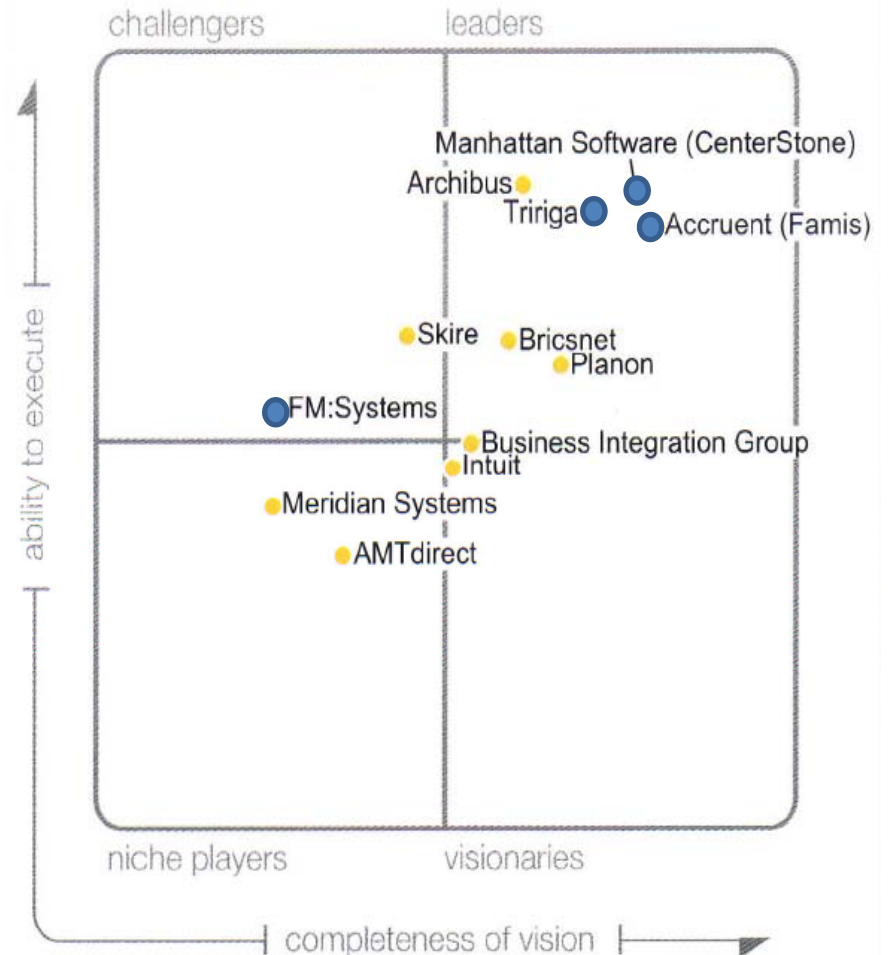 challengers
leaders
Manhattan Software (CenterStone)
Archibus
Tririga
Accruent (Famis)
Skire
Bricsnet
Planon
FM:Systems
Business Integration Group
Intuit
Meridian Systems
AMTdirect
ability to execute
niche players
visionaries
completeness of vision